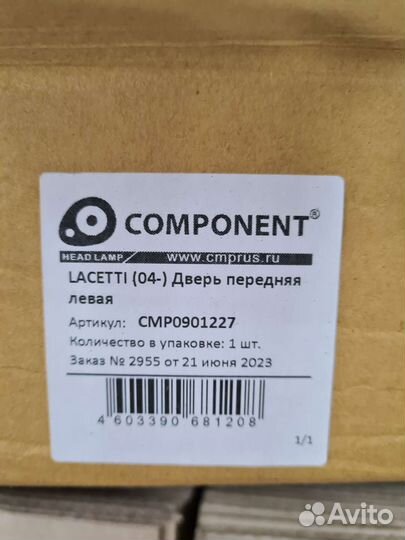 COMPONENT®
HEAD LAMP www.cmprus.ru
LACETTI (04-) Дверь передняя
левая
Артикул: CMP0901227
Количество в упаковке: 1 шт.
Заказ № 2955 от 21 июня 2023
4 603390 681208
1/1
Avito